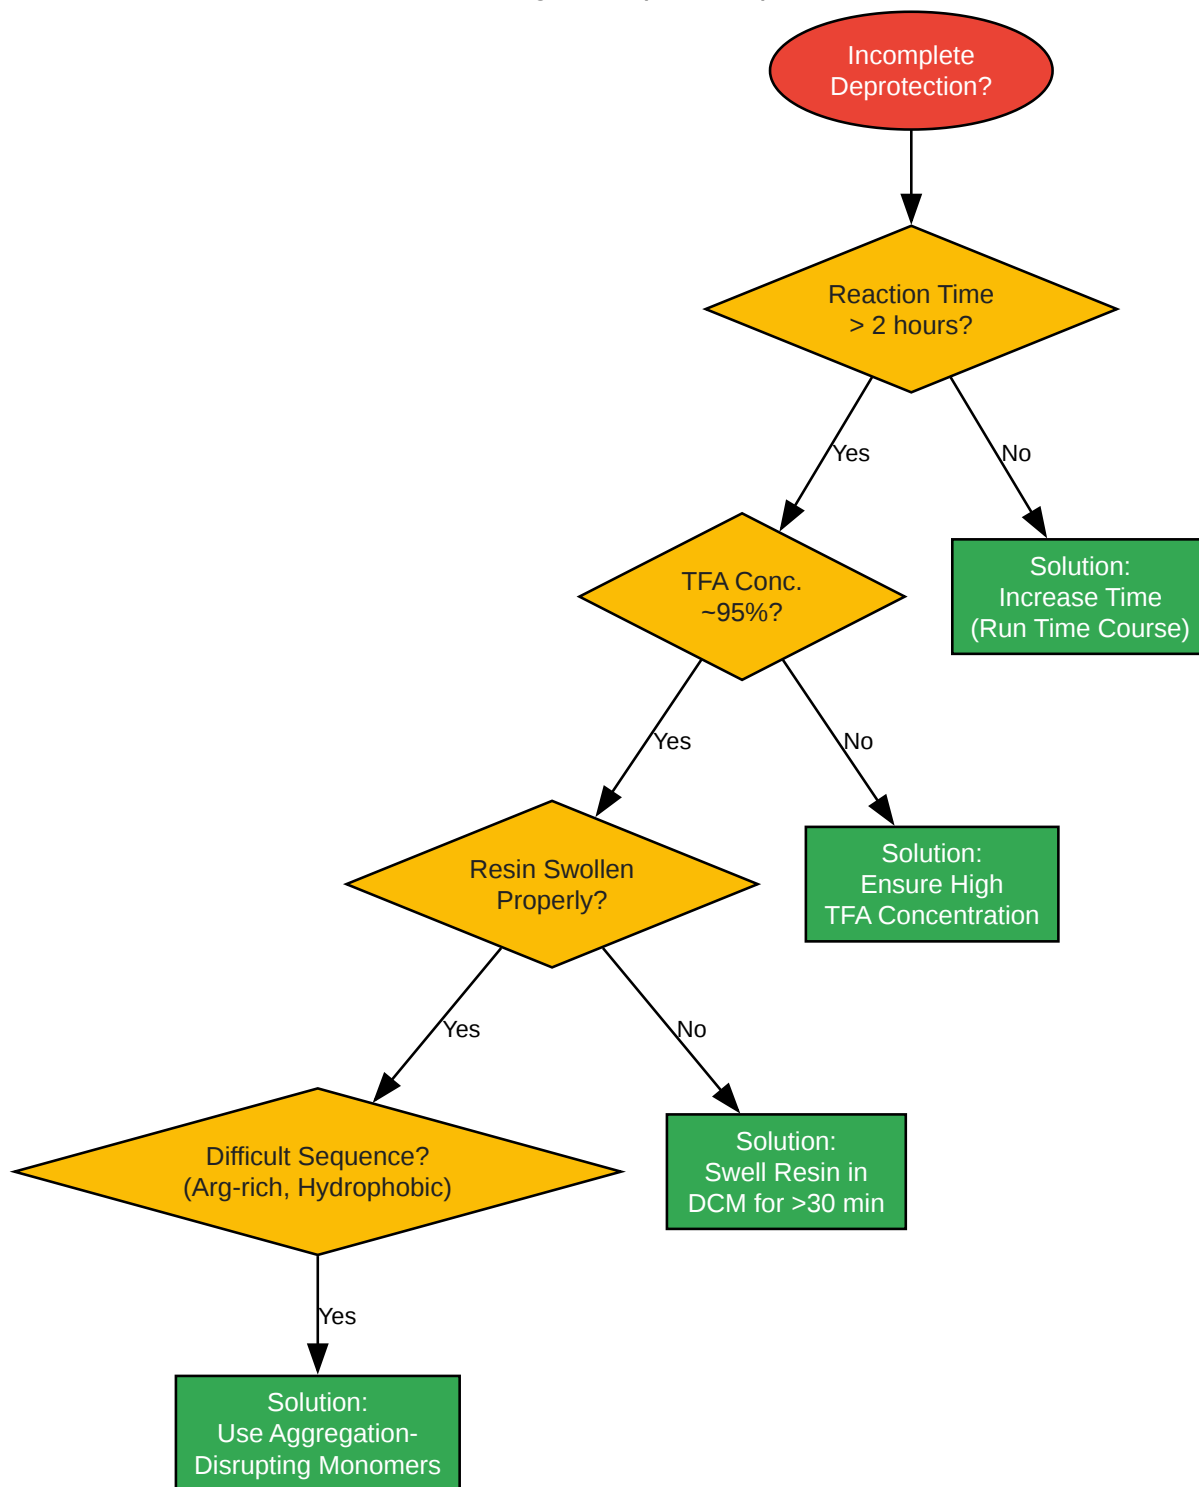 Incomplete
Deprotection?
Reaction Time
> 2 hours?
Yes
No
TFA Conc.
~95%?
Solution:
Increase Time
(Run Time Course)
Yes
No
Resin Swollen
Properly?
Solution:
Ensure High
TFA Concentration
Yes
No
Difficult Sequence?
(Arg-rich, Hydrophobic)
Solution:
Swell Resin in
DCM for >30 min
Yes
Solution:
Use Aggregation-
Disrupting Monomers